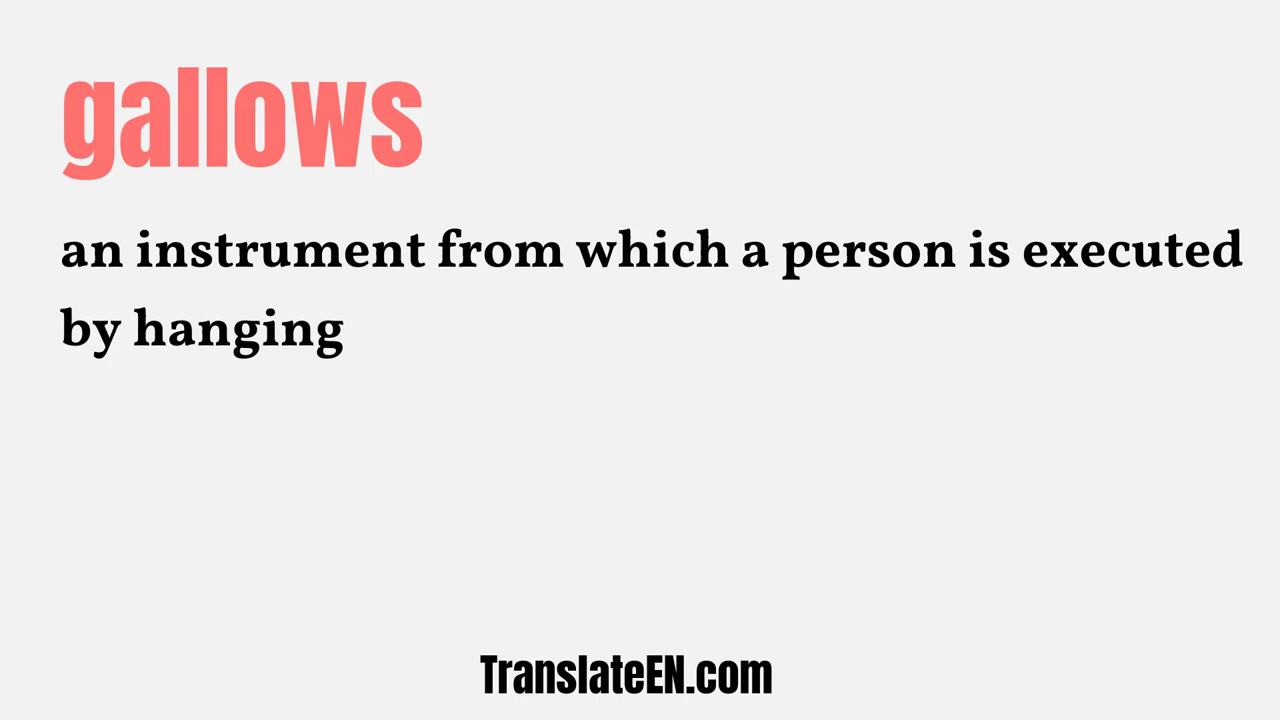 gallows
an instrument from which a person is executed
by hanging
TranslateEN.com